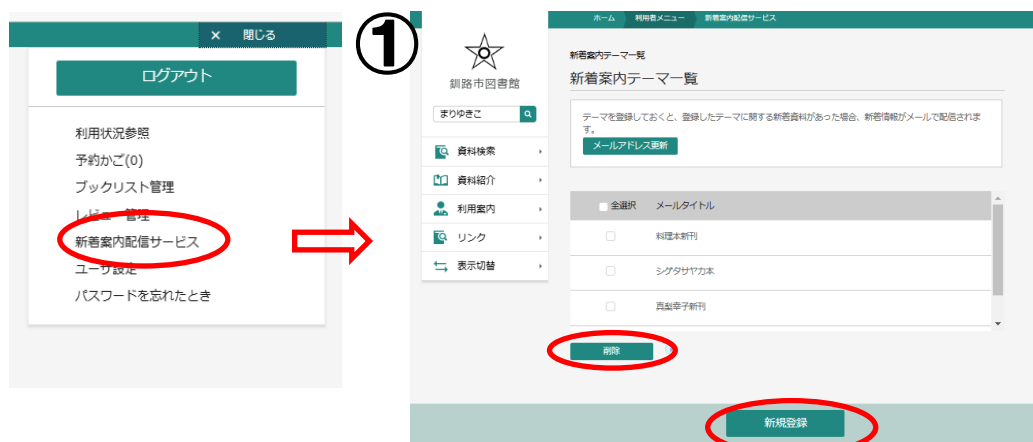 × 閉じる
ログアウト
利用状況参照
予約かご(0)
ブックリスト管理
レビュー管理
新着案内配信サービス
ユーザ設定
パスワードを忘れたとき
①
ホーム 利用者メニュー 新着案内配信サービス
釧路市図書館
まりゆきこ
資料検索
資料紹介
利用案内
リンク
表示切替
新着案内テーマ一覧
新着案内テーマ一覧
テーマを登録しておくと、登録したテーマに関する新着資料があった場合、新着情報がメールで配信されま
す。
メールアドレス更新
全選択 メールタイトル
料理本新刊
シゲタサヤカ本
真梨幸子新刊
削除
新規登録